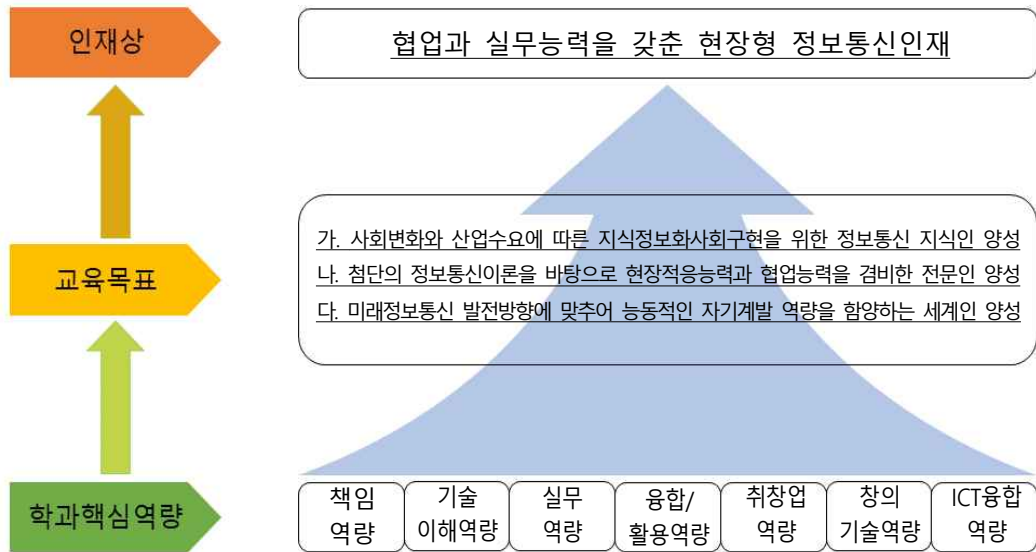 인재상
협업과 실무능력을 갖춘 현장형 정보통신인재
교육목표
가. 사회변화와 산업수요에 따른 지식정보화사회구현을 위한 정보통신 지식인 양성
나. 첨단의 정보통신이론을 바탕으로 현장적응능력과 협업능력을 겸비한 전문인 양성
다. 미래정보통신 발전방향에 맞추어 능동적인 자기계발 역량을 함양하는 세계인 양성
학과핵심역량
책임
역량
기술
이해역량
실무
역량
융합/
활용역량
취창업
역량
창의
기술역량
ICT융합
역량